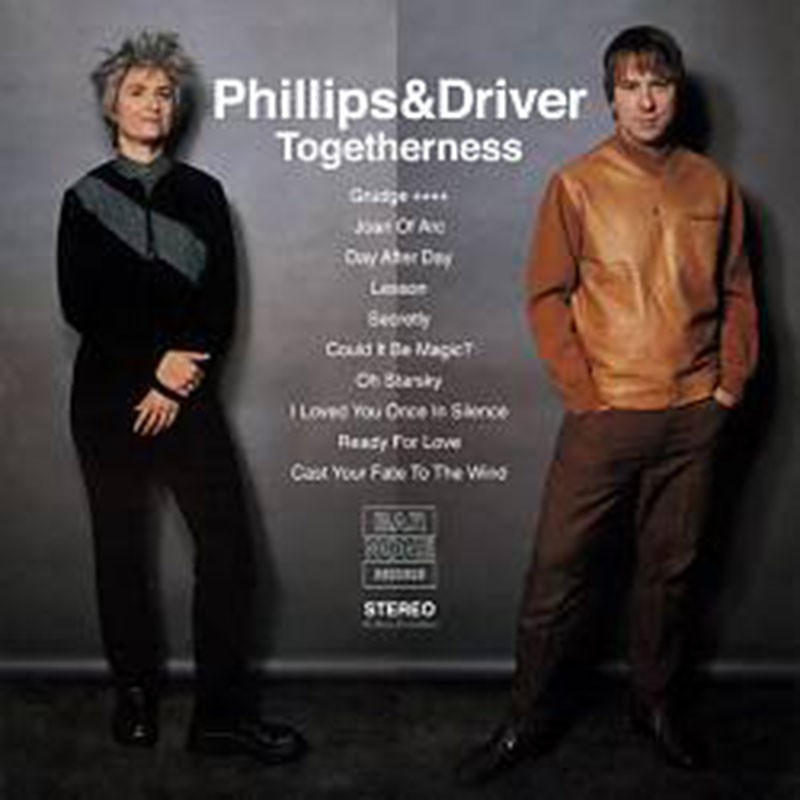 Phillips&Driver
Togetherness
Grudge ++++
Joan Of Arc
Day After Day
Lesson
Secretly
Could It Be Magic?
Oh Starsky
I Loved You Once In Silence
Ready For Love
Cast Your Fate To The Wind
STEREO